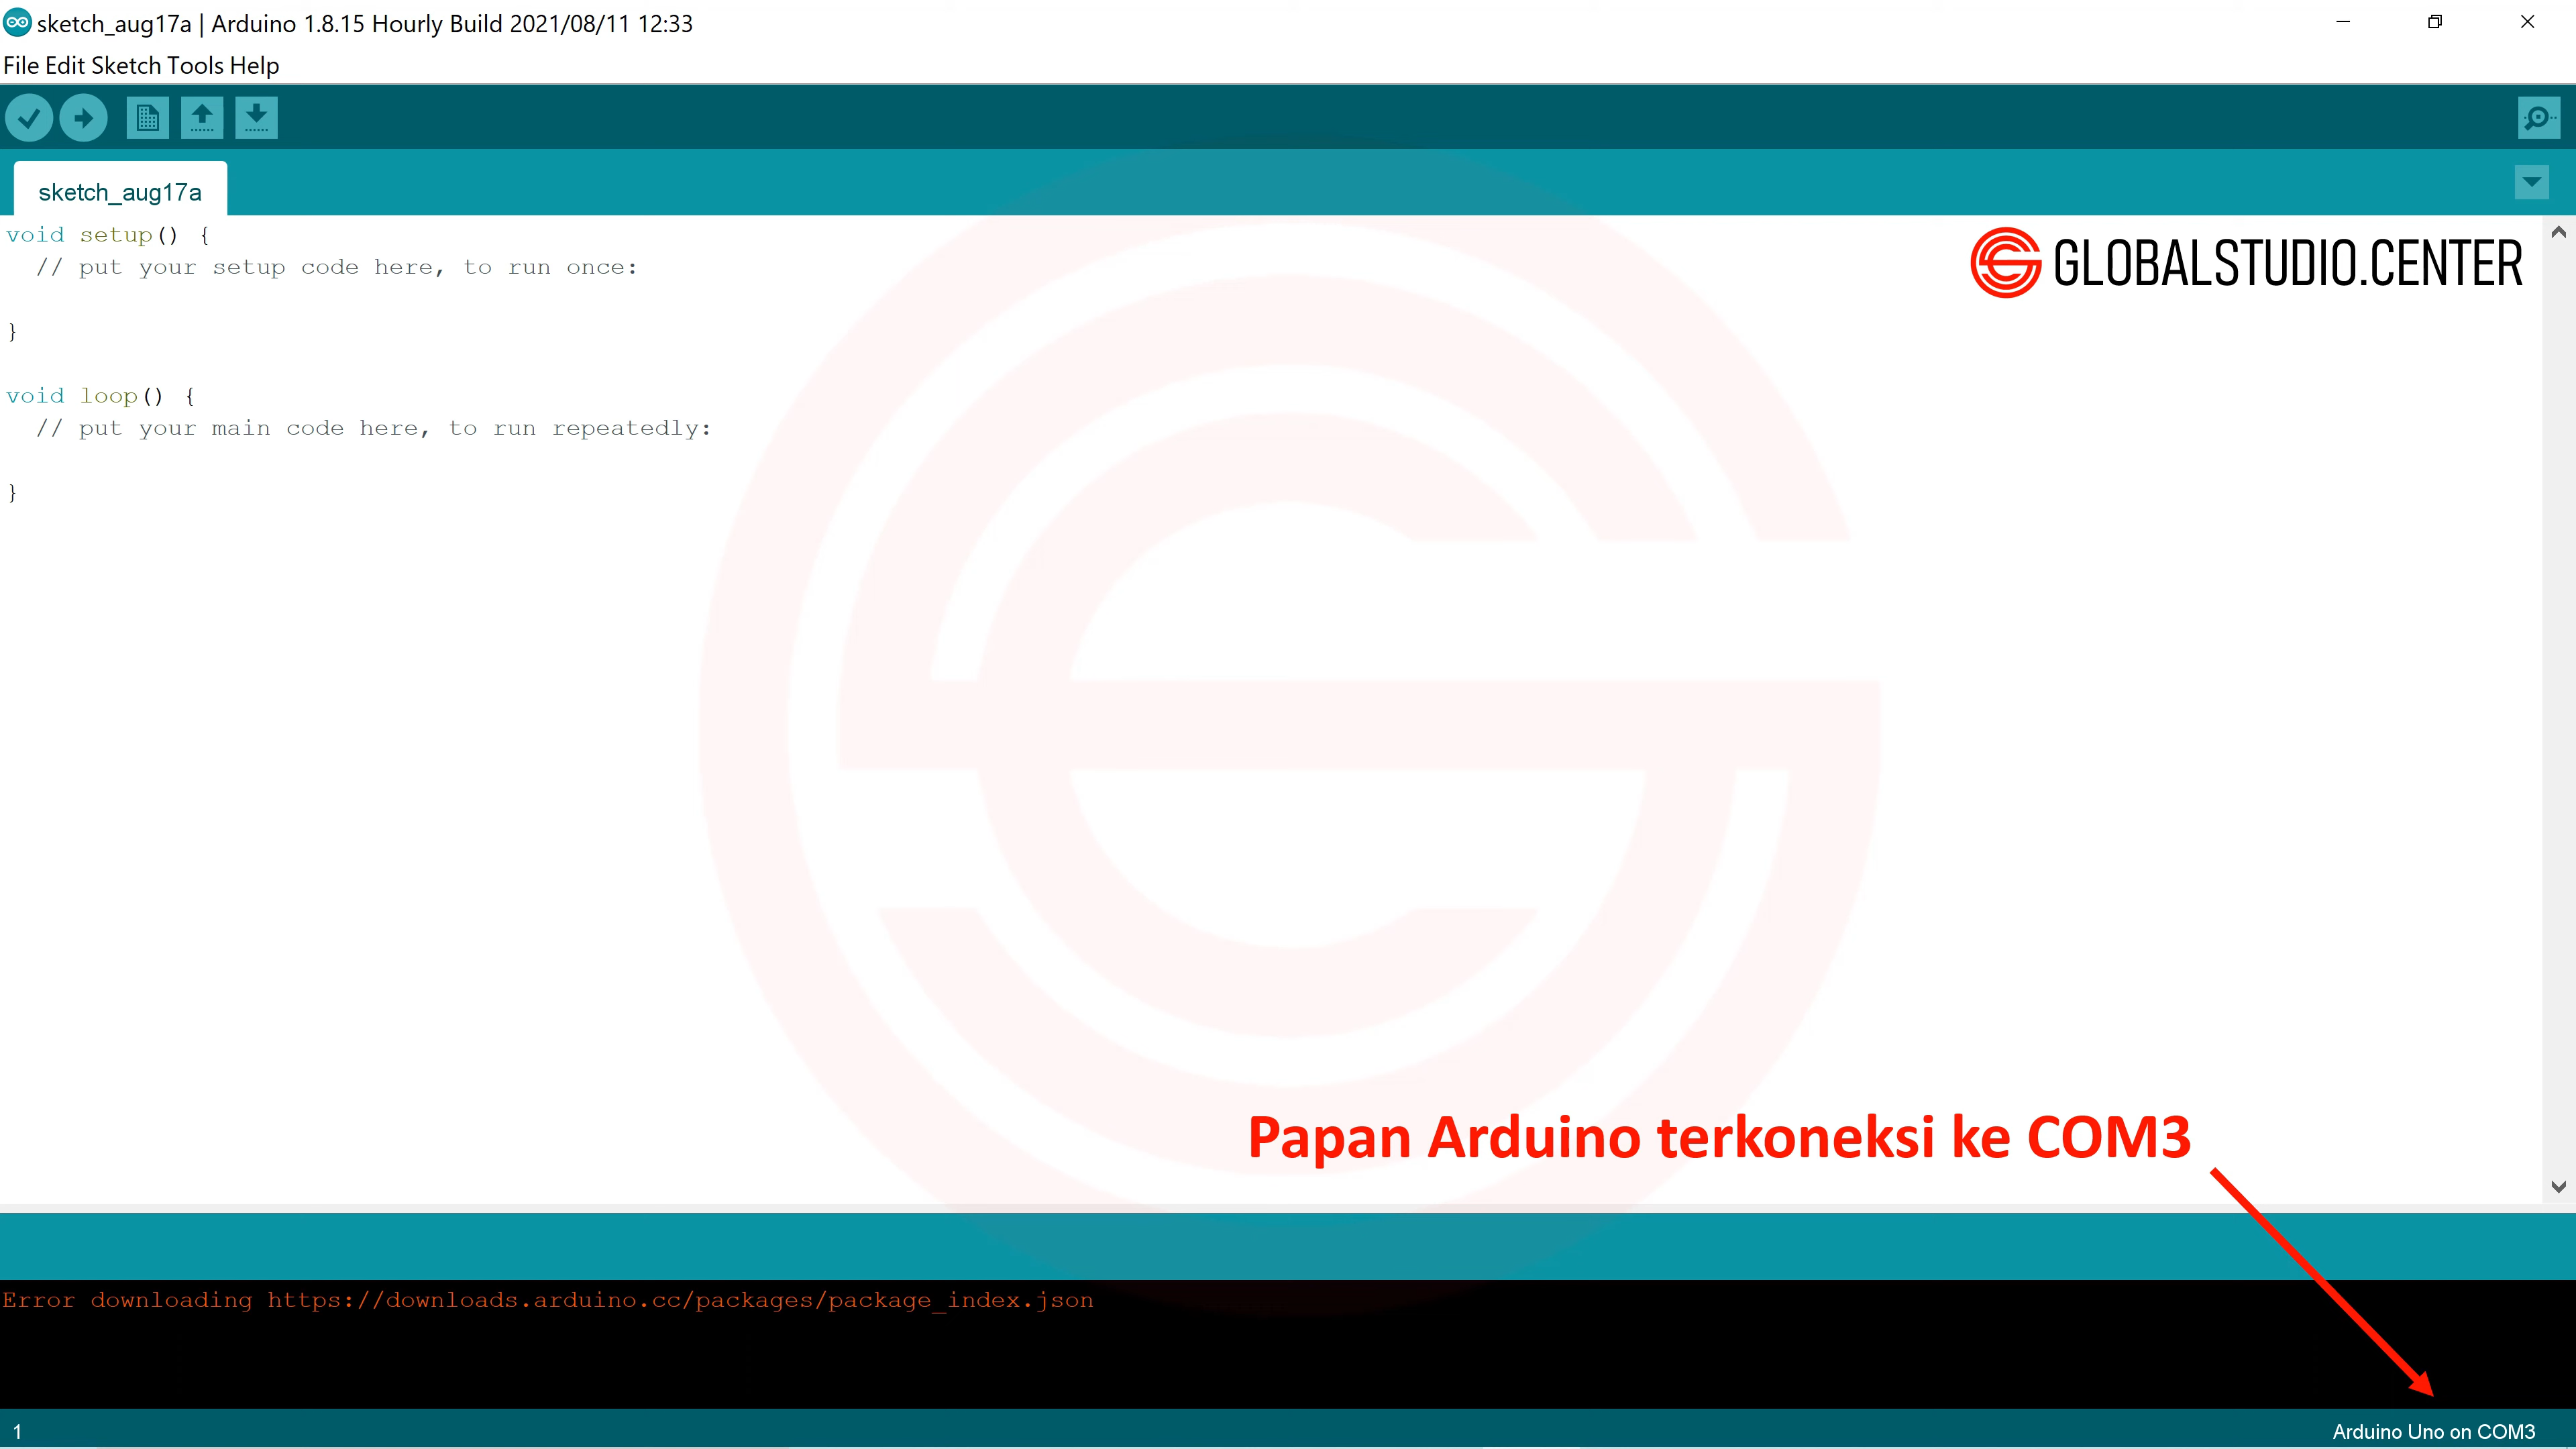 sketch_aug17a | Arduino 1.8.15 Hourly Build 2021/08/11 12:33
File Edit Sketch Tools Help
sketch_aug17a
void setup() {
  // put your setup code here, to run once:
}
void loop() {
  // put your main code here, to run repeatedly:
}
GLOBALSTUDIO.CENTER
Papan Arduino terkoneksi ke COM3
Error downloading https://downloads.arduino.cc/packages/package_index.json
1
Arduino Uno on COM3